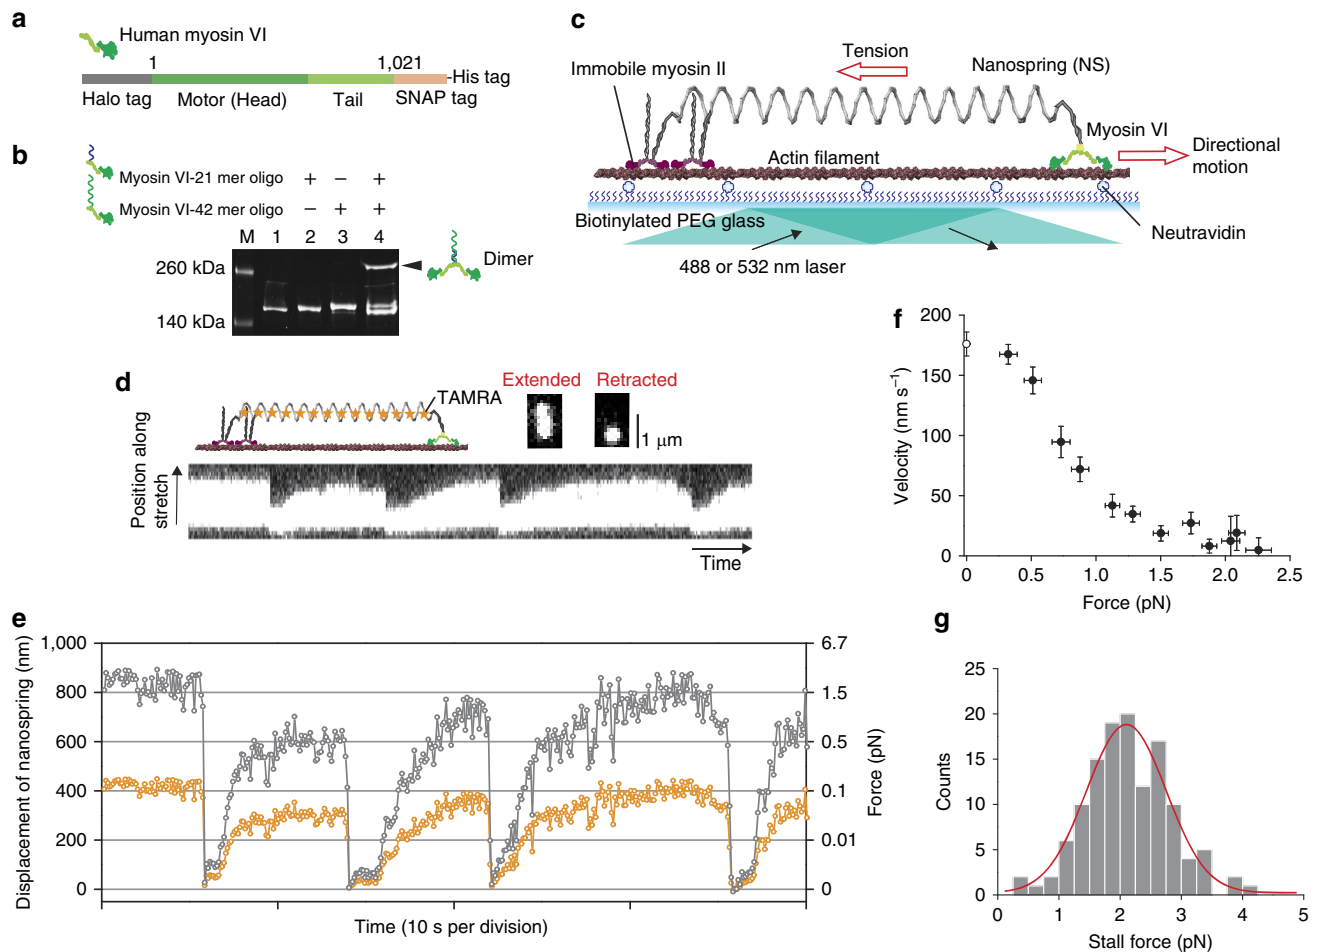 a
Human myosin VI
1
1,021
-His tag
Halo tag
Motor (Head)
Tail
SNAP tag
b
Myosin VI-21 mer oligo + – +
Myosin VI-42 mer oligo – + +
M 1 2 3 4
260 kDa
Dimer
140 kDa
c
Tension
Nanospring (NS)
Immobile myosin II
Myosin VI
Directional
motion
Actin filament
Biotinylated PEG glass
Neutravidin
488 or 532 nm laser
d
TAMRA
Extended
Retracted
1 μm
Position along
stretch
Time
e
Displacement of nanospring (nm)
1,000
800
600
400
200
0
6.7
1.5
0.5
0.1
0.01
0
Force (pN)
Time (10 s per division)
f
Velocity (nm s⁻¹)
200
150
100
50
0
0 0.5 1.0 1.5 2.0 2.5
Force (pN)
g
Counts
25
20
15
10
5
0
0 1 2 3 4 5
Stall force (pN)